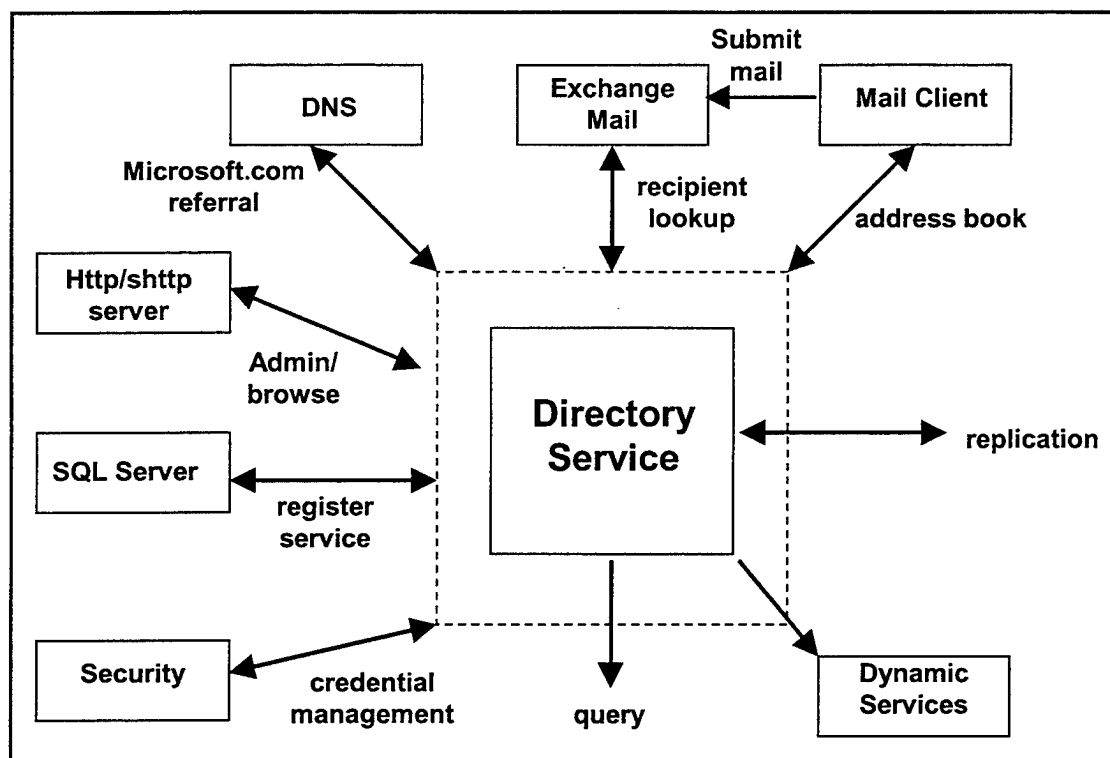 Submit
mail
DNS
Exchange
Mail
Mail Client
Microsoft.com
referral
recipient
lookup
address book
Http/shttp
server
Admin/
browse
Directory
Service
replication
SQL Server
register
service
Security
credential
management
query
Dynamic
Services